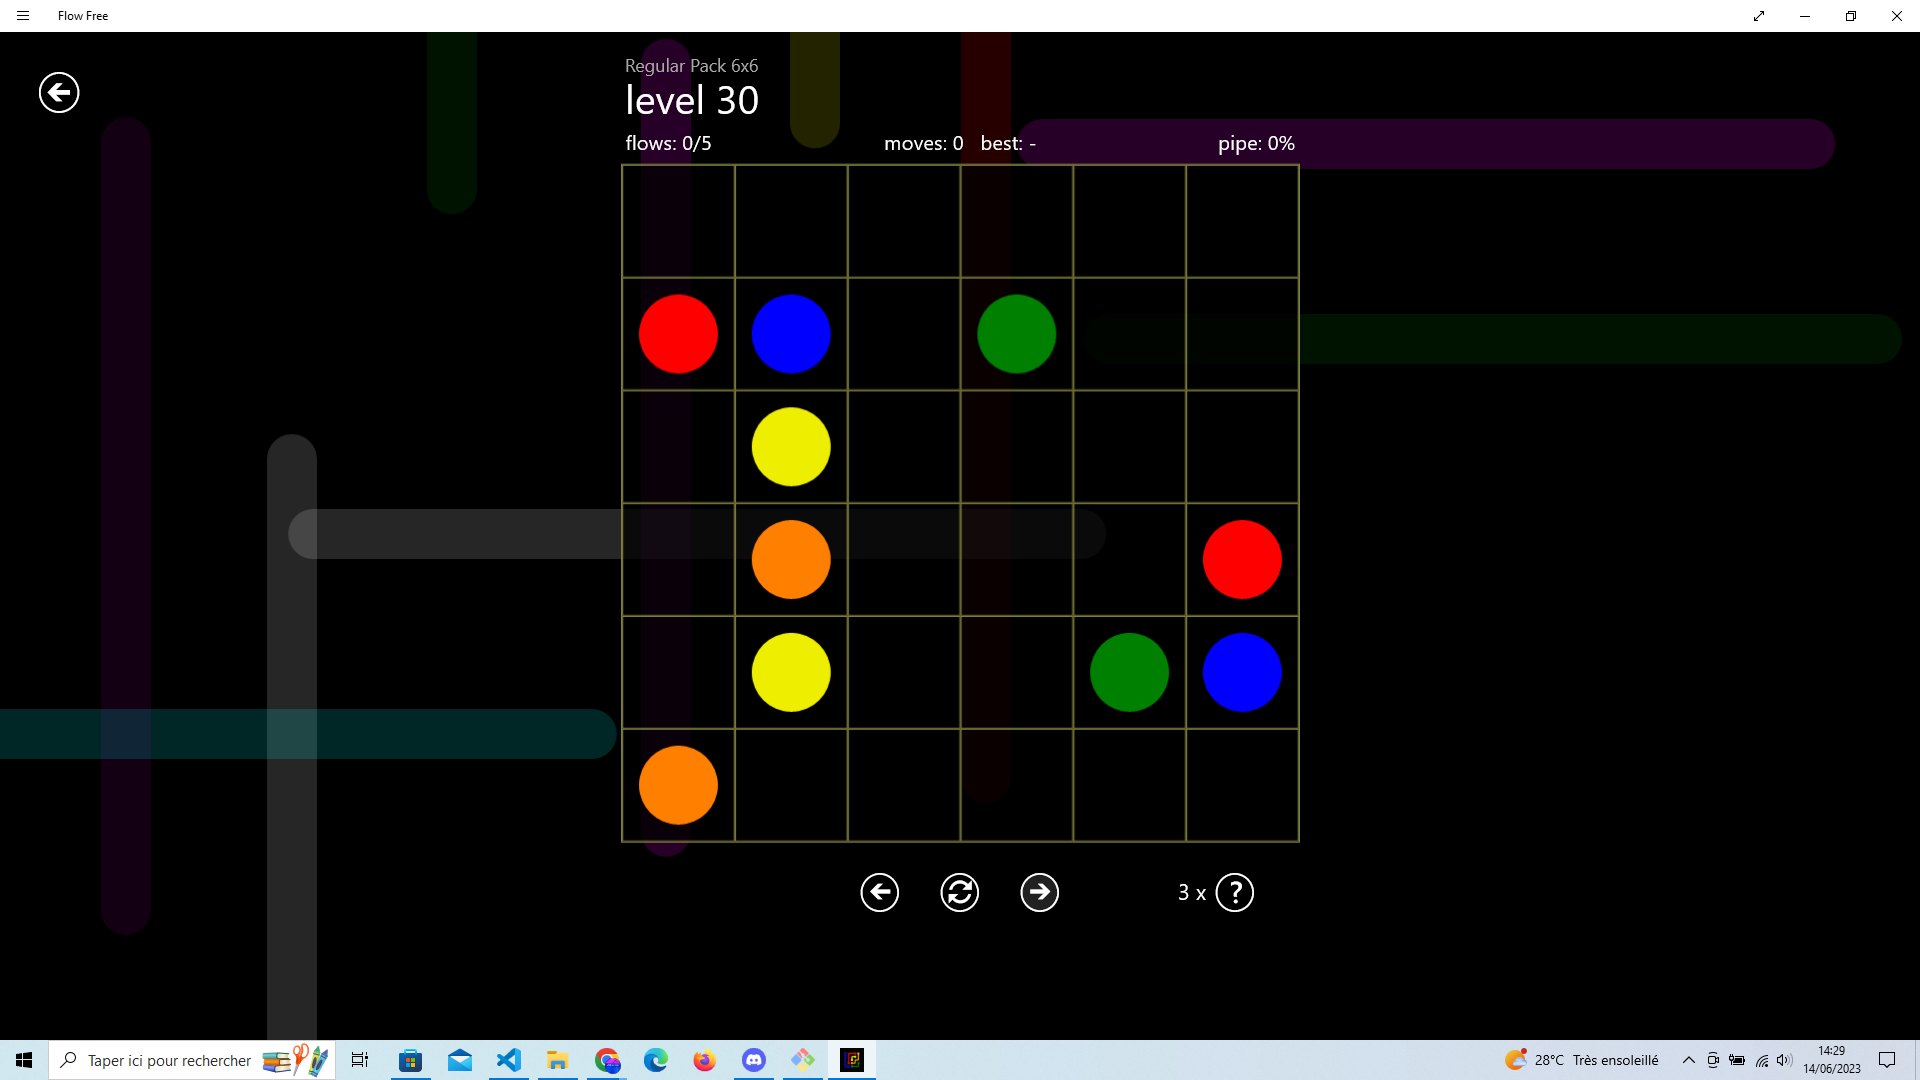 Flow Free
Regular Pack 6x6
level 30
flows: 0/5 moves: 0 best: - pipe: 0%
3 x ?
Taper ici pour rechercher
28°C Très ensoleillé
14:29
14/06/2023